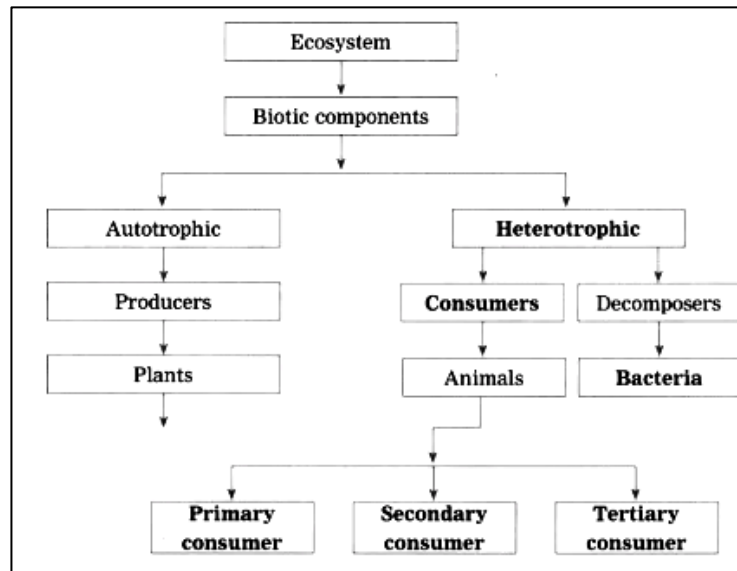 Ecosystem
Biotic components
Autotrophic
Heterotrophic
Producers
Consumers
Decomposers
Plants
Animals
Bacteria
Primary
consumer
Secondary
consumer
Tertiary
consumer